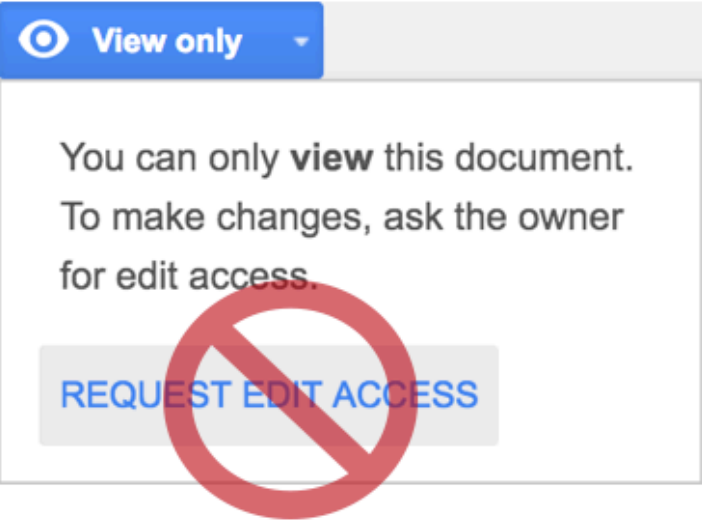 View only
You can only view this document.
To make changes, ask the owner
for edit access.
REQUEST EDIT ACCESS